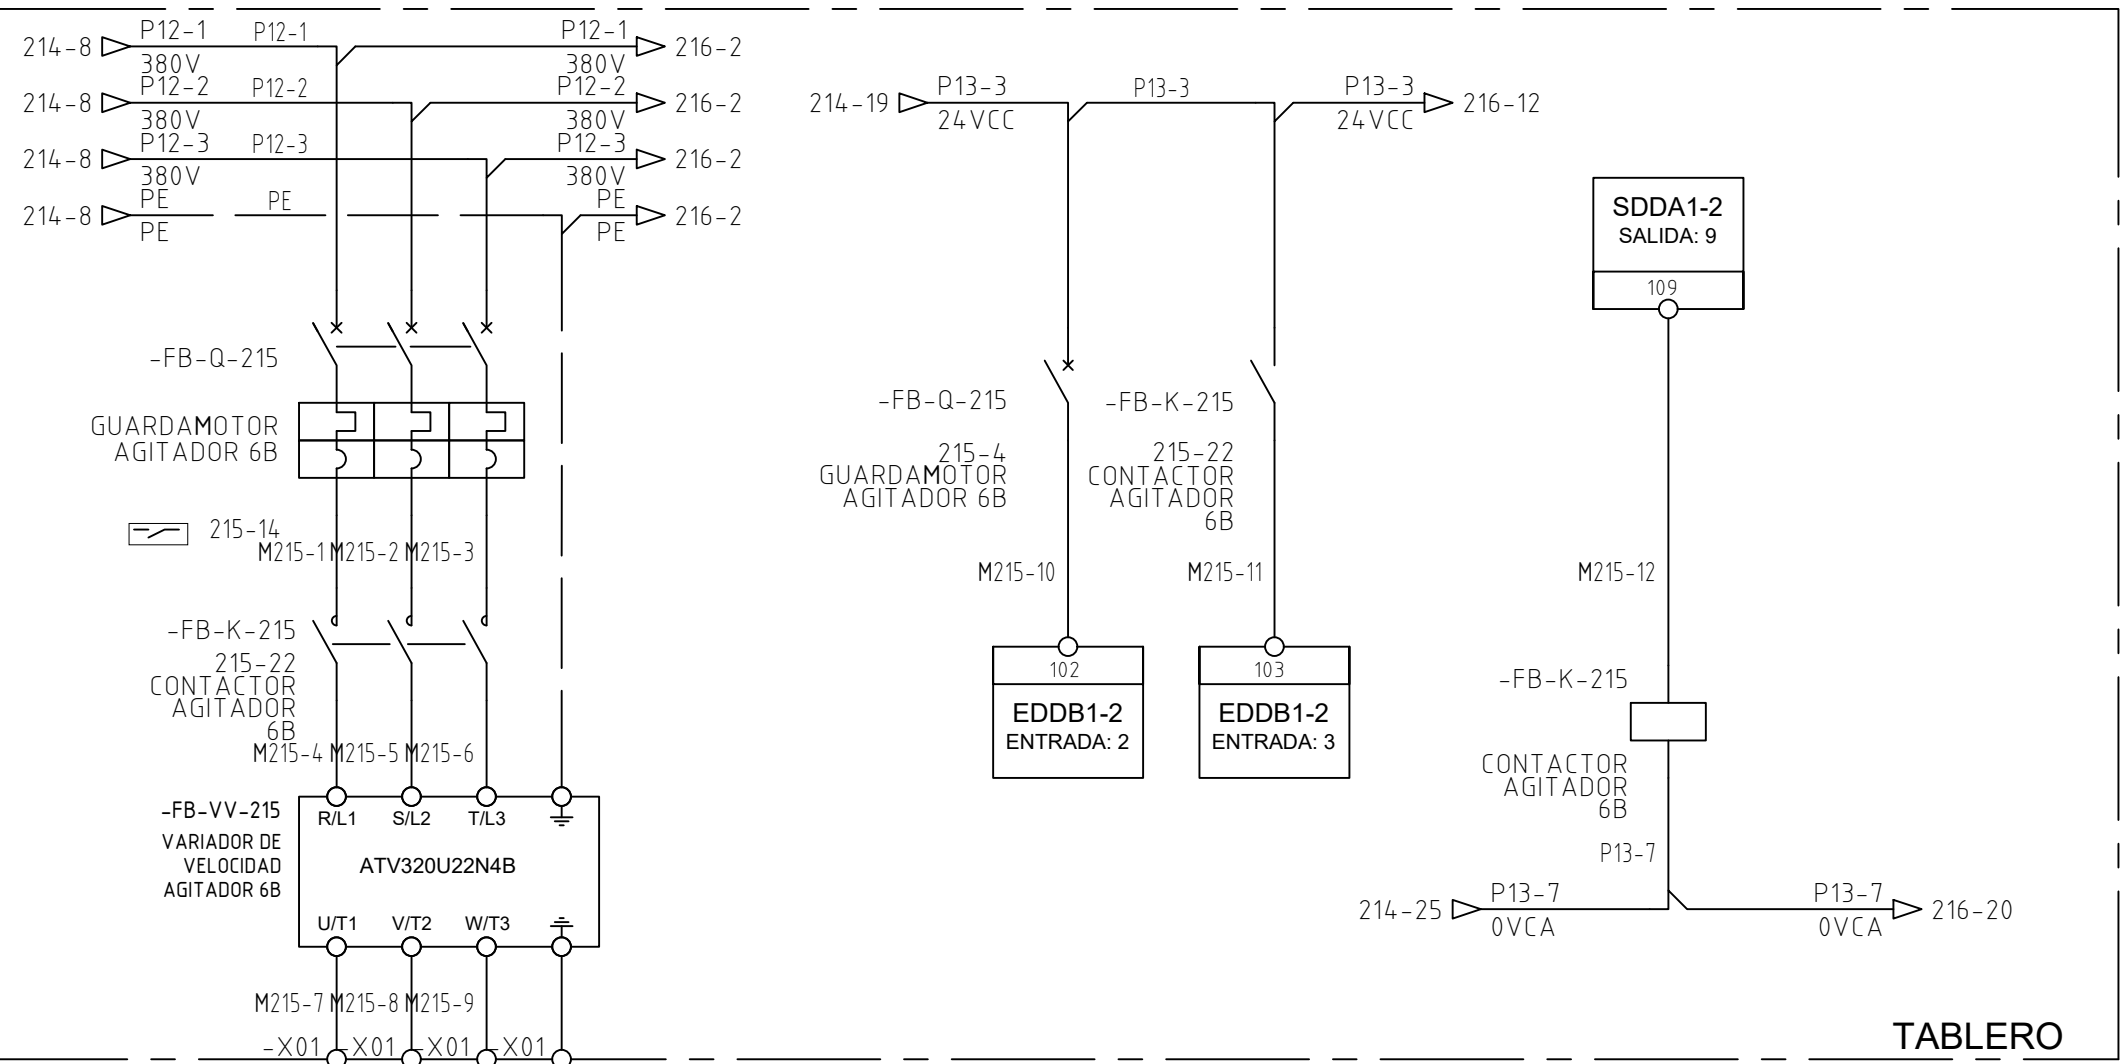 214-8 P12-1 P12-1 P12-1 216-2
380V 380V
214-8 P12-2 P12-2 P12-2 216-2
380V 380V
214-8 P12-3 P12-3 P12-3 216-2
380V 380V
214-8 PE PE PE 216-2
PE PE
-FB-Q-215
GUARDAMOTOR
AGITADOR 6B
215-14
M215-1 M215-2 M215-3
-FB-K-215
215-22
CONTACTOR
AGITADOR
6B
M215-4 M215-5 M215-6
-FB-VV-215
VARIADOR DE
VELOCIDAD
AGITADOR 6B
R/L1 S/L2 T/L3
ATV320U22N4B
U/T1 V/T2 W/T3
M215-7 M215-8 M215-9
-X01 -X01 -X01 -X01
214-19 P13-3 P13-3 P13-3 216-12
24VCC 24VCC
-FB-Q-215
215-4
GUARDAMOTOR
AGITADOR 6B
M215-10
102
EDDB1-2
ENTRADA: 2
-FB-K-215
215-22
CONTACTOR
AGITADOR
6B
M215-11
103
EDDB1-2
ENTRADA: 3
SDDA1-2
SALIDA: 9
109
M215-12
-FB-K-215
CONTACTOR
AGITADOR
6B
P13-7
214-25 P13-7 P13-7 216-20
0VCA 0VCA
TABLERO